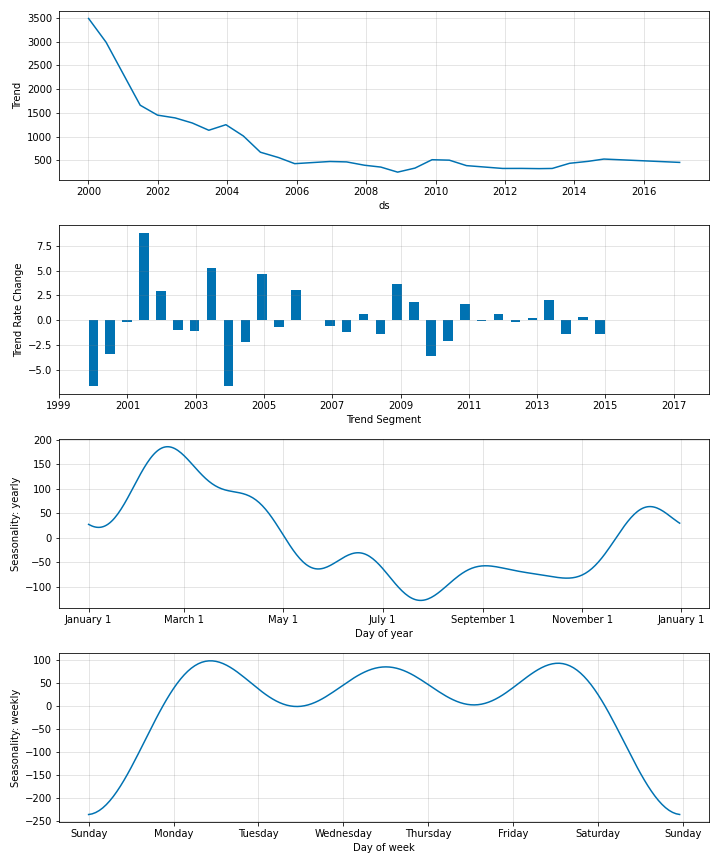 3500
3000
2500
2000
1500
1000
500
Trend
2000 2002 2004 2006 2008 2010 2012 2014 2016
ds
7.5
5.0
2.5
0.0
−2.5
−5.0
Trend Rate Change
1999 2001 2003 2005 2007 2009 2011 2013 2015 2017
Trend Segment
200
150
100
50
0
−50
−100
Seasonality: yearly
January 1 March 1 May 1 July 1 September 1 November 1 January 1
Day of year
100
50
0
−50
−100
−150
−200
−250
Seasonality: weekly
Sunday Monday Tuesday Wednesday Thursday Friday Saturday Sunday
Day of week